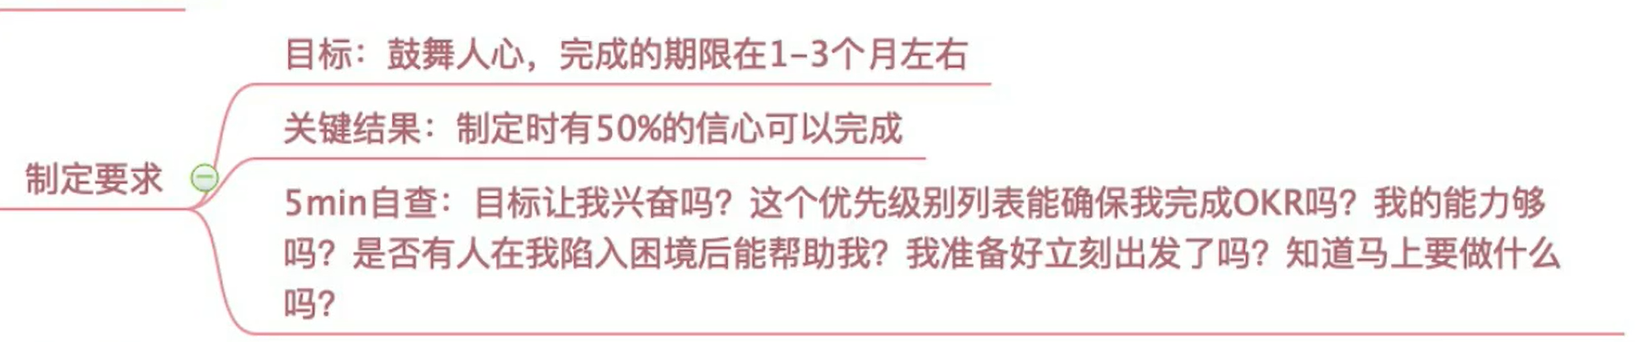 目标：鼓舞人心，完成的期限在1-3个月左右
关键结果：制定时有50%的信心可以完成
制定要求
5min自查：目标让我兴奋吗？这个优先级别列表能确保我完成OKR吗？我的能力够
吗？是否有人在我陷入困境后能帮助我？我准备好立刻出发了吗？知道马上要做什么
吗？